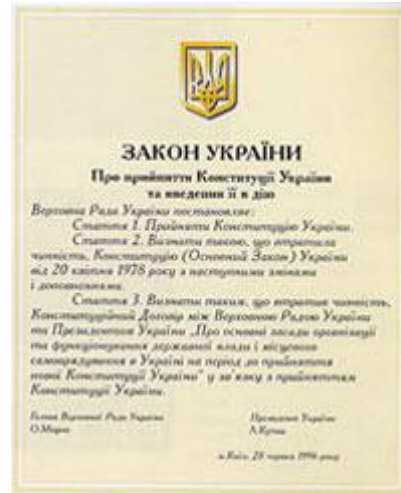 ЗАКОН УКРАЇНИ
Про прийняття Конституції України
та введення її в дію
Верховна Рада України постановляє:
Стаття 1. Прийняти Конституцію України.
Стаття 2. Визнати такою, що втратила
чинність, Конституцію (Основний Закон) України
від 20 квітня 1978 року з наступними змінами
і доповненнями.
Стаття 3. Визнати таким, що втратив чинність,
Конституційний Договір між Верховною Радою України
та Президентом України „Про основні засади організації
та функціонування державної влади і місцевого
самоврядування в Україні на період до прийняття
нової Конституції України" у зв'язку з прийняттям
Конституції України.
Голова Верховної Ради України
О.Мороз
Президент України
Л.Кучма
м.Київ, 28 червня 1996 року